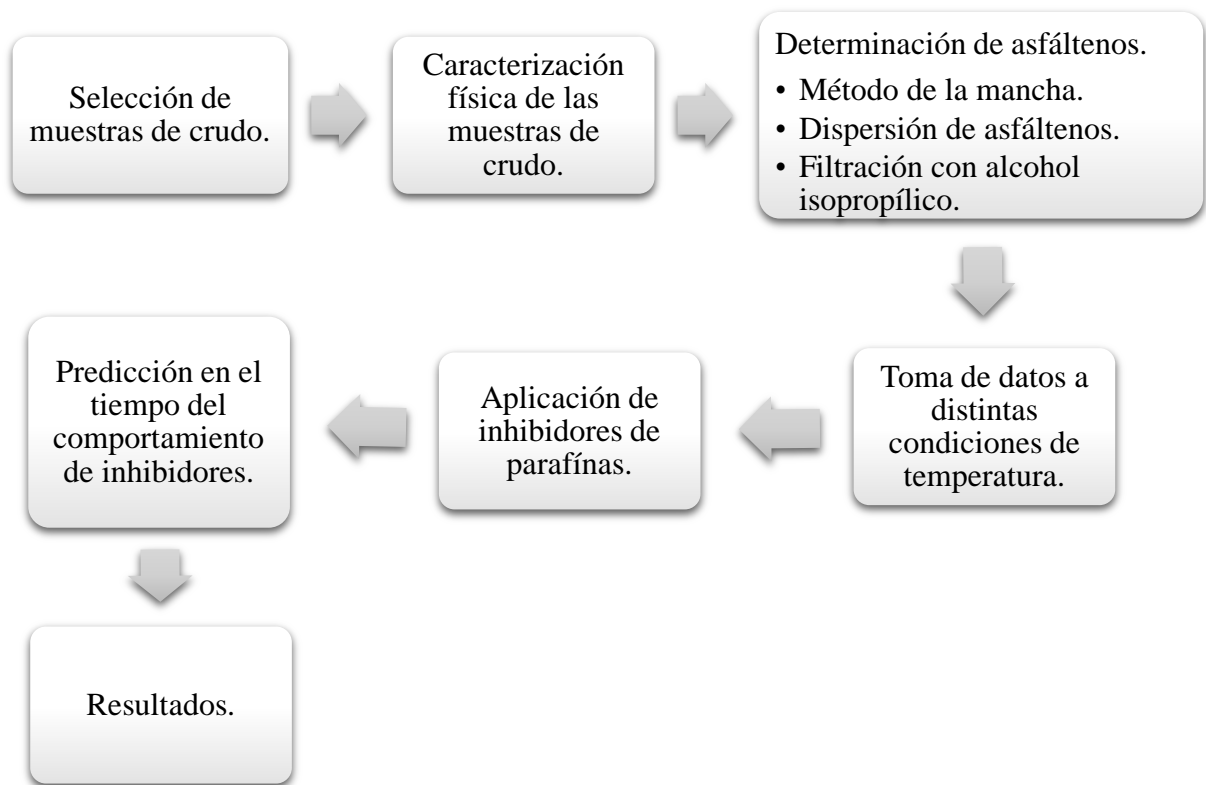 Selección de
muestras de crudo.
Caracterización
física de las
muestras de
crudo.
Determinación de asfáltenos.
• Método de la mancha.
• Dispersión de asfáltenos.
• Filtración con alcohol
isopropílico.
Toma de datos a
distintas
condiciones de
temperatura.
Aplicación de
inhibidores de
parafínas.
Predicción en el
tiempo del
comportamiento
de inhibidores.
Resultados.